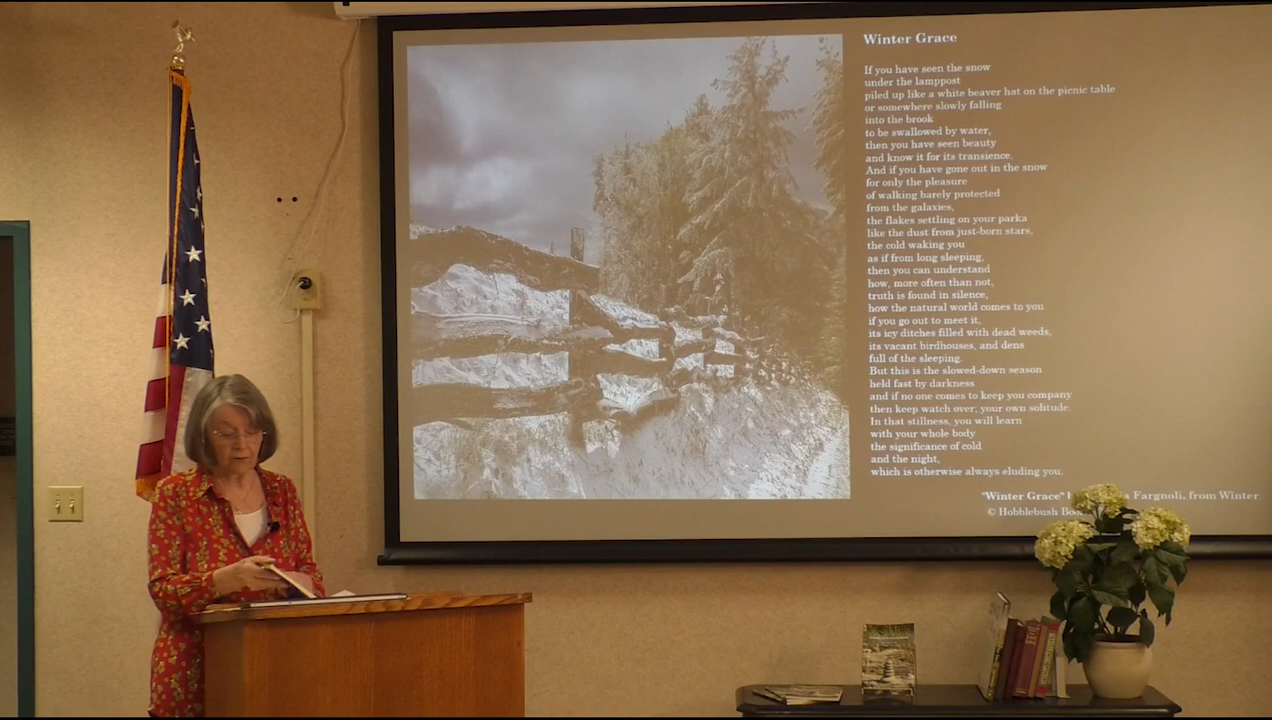 Winter Grace
If you have seen the snow
under the lamppost
piled up like a white beaver hat on the picnic table
or somewhere slowly falling
into the brook
to be swallowed by water,
then you have seen beauty
and know it for its transience.
And if you have gone out in the snow
for only the pleasure
of walking barely protected
from the galaxies,
the flakes settling on your parka
like the dust from just-born stars,
the cold waking you
as if from long sleeping,
then you can understand
how, more often than not,
truth is found in silence,
how the natural world comes to you
if you go out to meet it,
its icy ditches filled with dead weeds,
its vacant birdhouses, and dens
full of the sleeping.
But this is the slowed-down season
held fast by darkness
and if no one comes to keep you company
then keep watch over; your own solitude.
In that stillness, you will learn
with your whole body
the significance of cold
and the night,
which is otherwise always eluding you.
"Winter Grace" Fargnoli, from Winter.
© Hobblebush